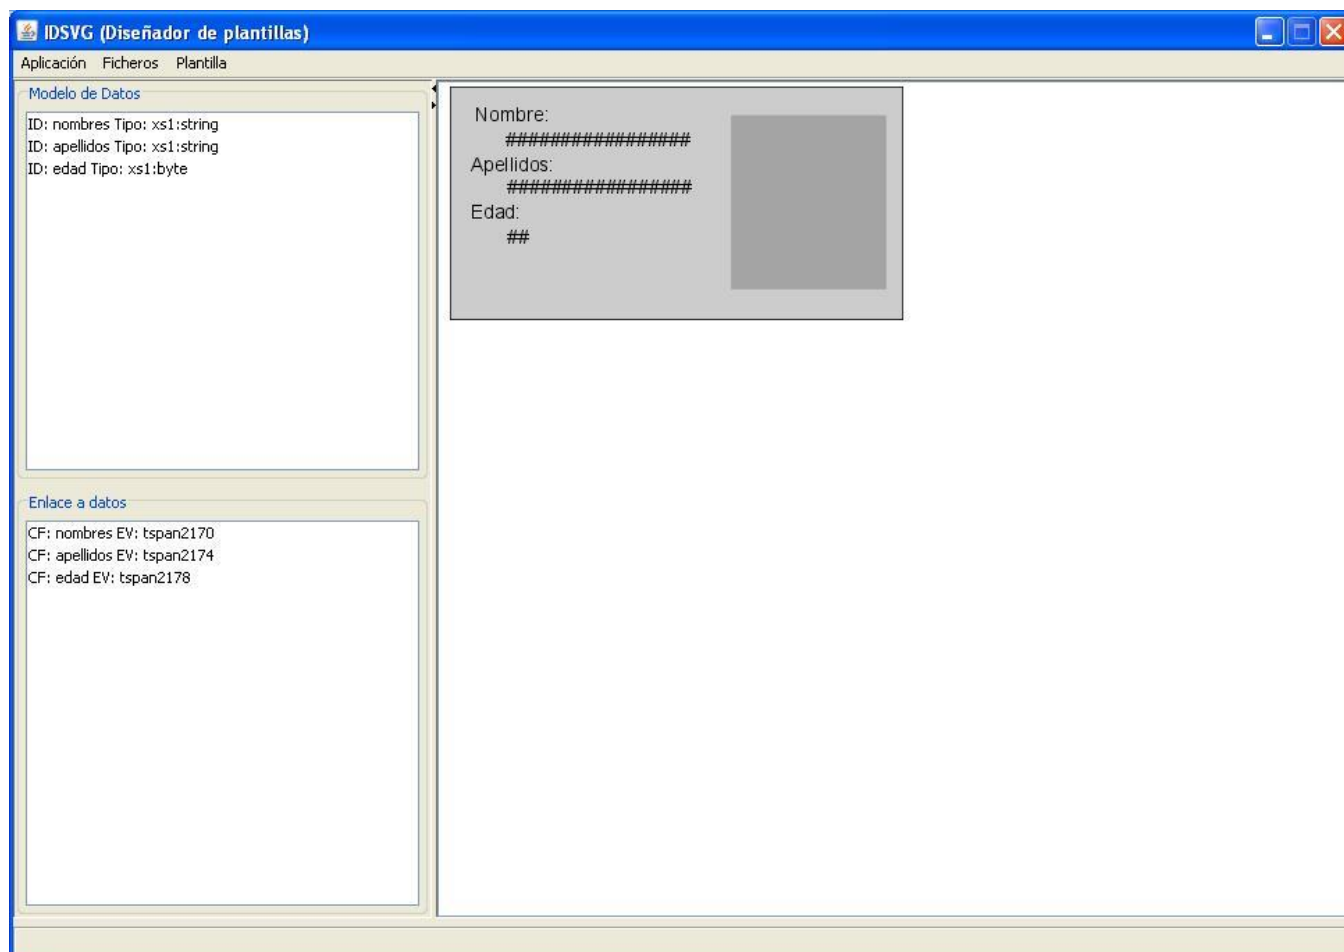 IDSVG (Diseñador de plantillas)
Aplicación Ficheros Plantilla
Modelo de Datos
ID: nombres Tipo: xs1:string
ID: apellidos Tipo: xs1:string
ID: edad Tipo: xs1:byte
Enlace a datos
CF: nombres EV: tspan2170
CF: apellidos EV: tspan2174
CF: edad EV: tspan2178
Nombre:
#################
Apellidos:
#################
Edad:
##